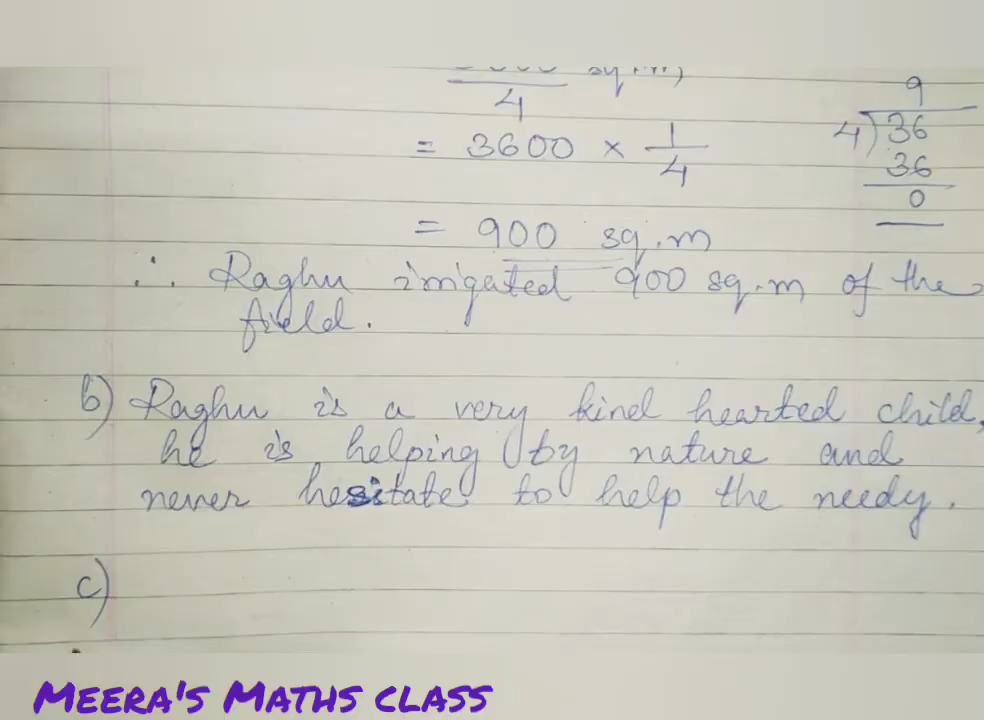 4
= 3600 × 1/4
= 900 sq.m
9
4)36
36
0
∴ Raghu irrigated 900 sq.m of the
field.
b) Raghu is a very kind hearted child,
he is helping by nature and
never hesitate to help the needy.
c)
MEERA'S MATHS CLASS